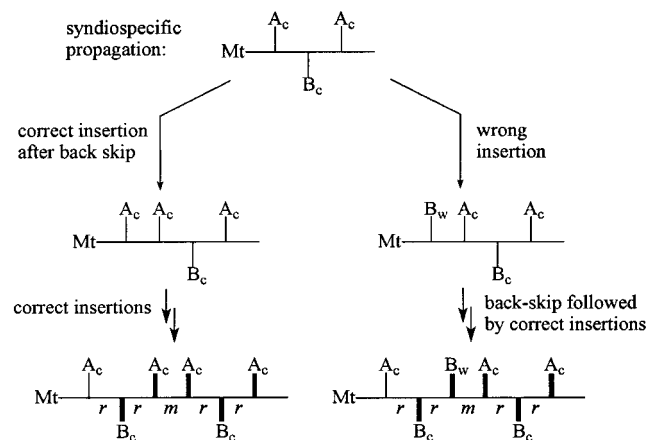 syndiospecific
propagation:
A_c A_c
Mt
B_c
correct insertion
after back skip
wrong
insertion
A_c A_c A_c
Mt
B_c
B_w A_c A_c
Mt
B_c
correct insertions
back-skip followed
by correct insertions
A_c A_c A_c A_c
Mt
r r m r r
B_c B_c
A_c B_w A_c A_c
Mt
r r m r r
B_c B_c